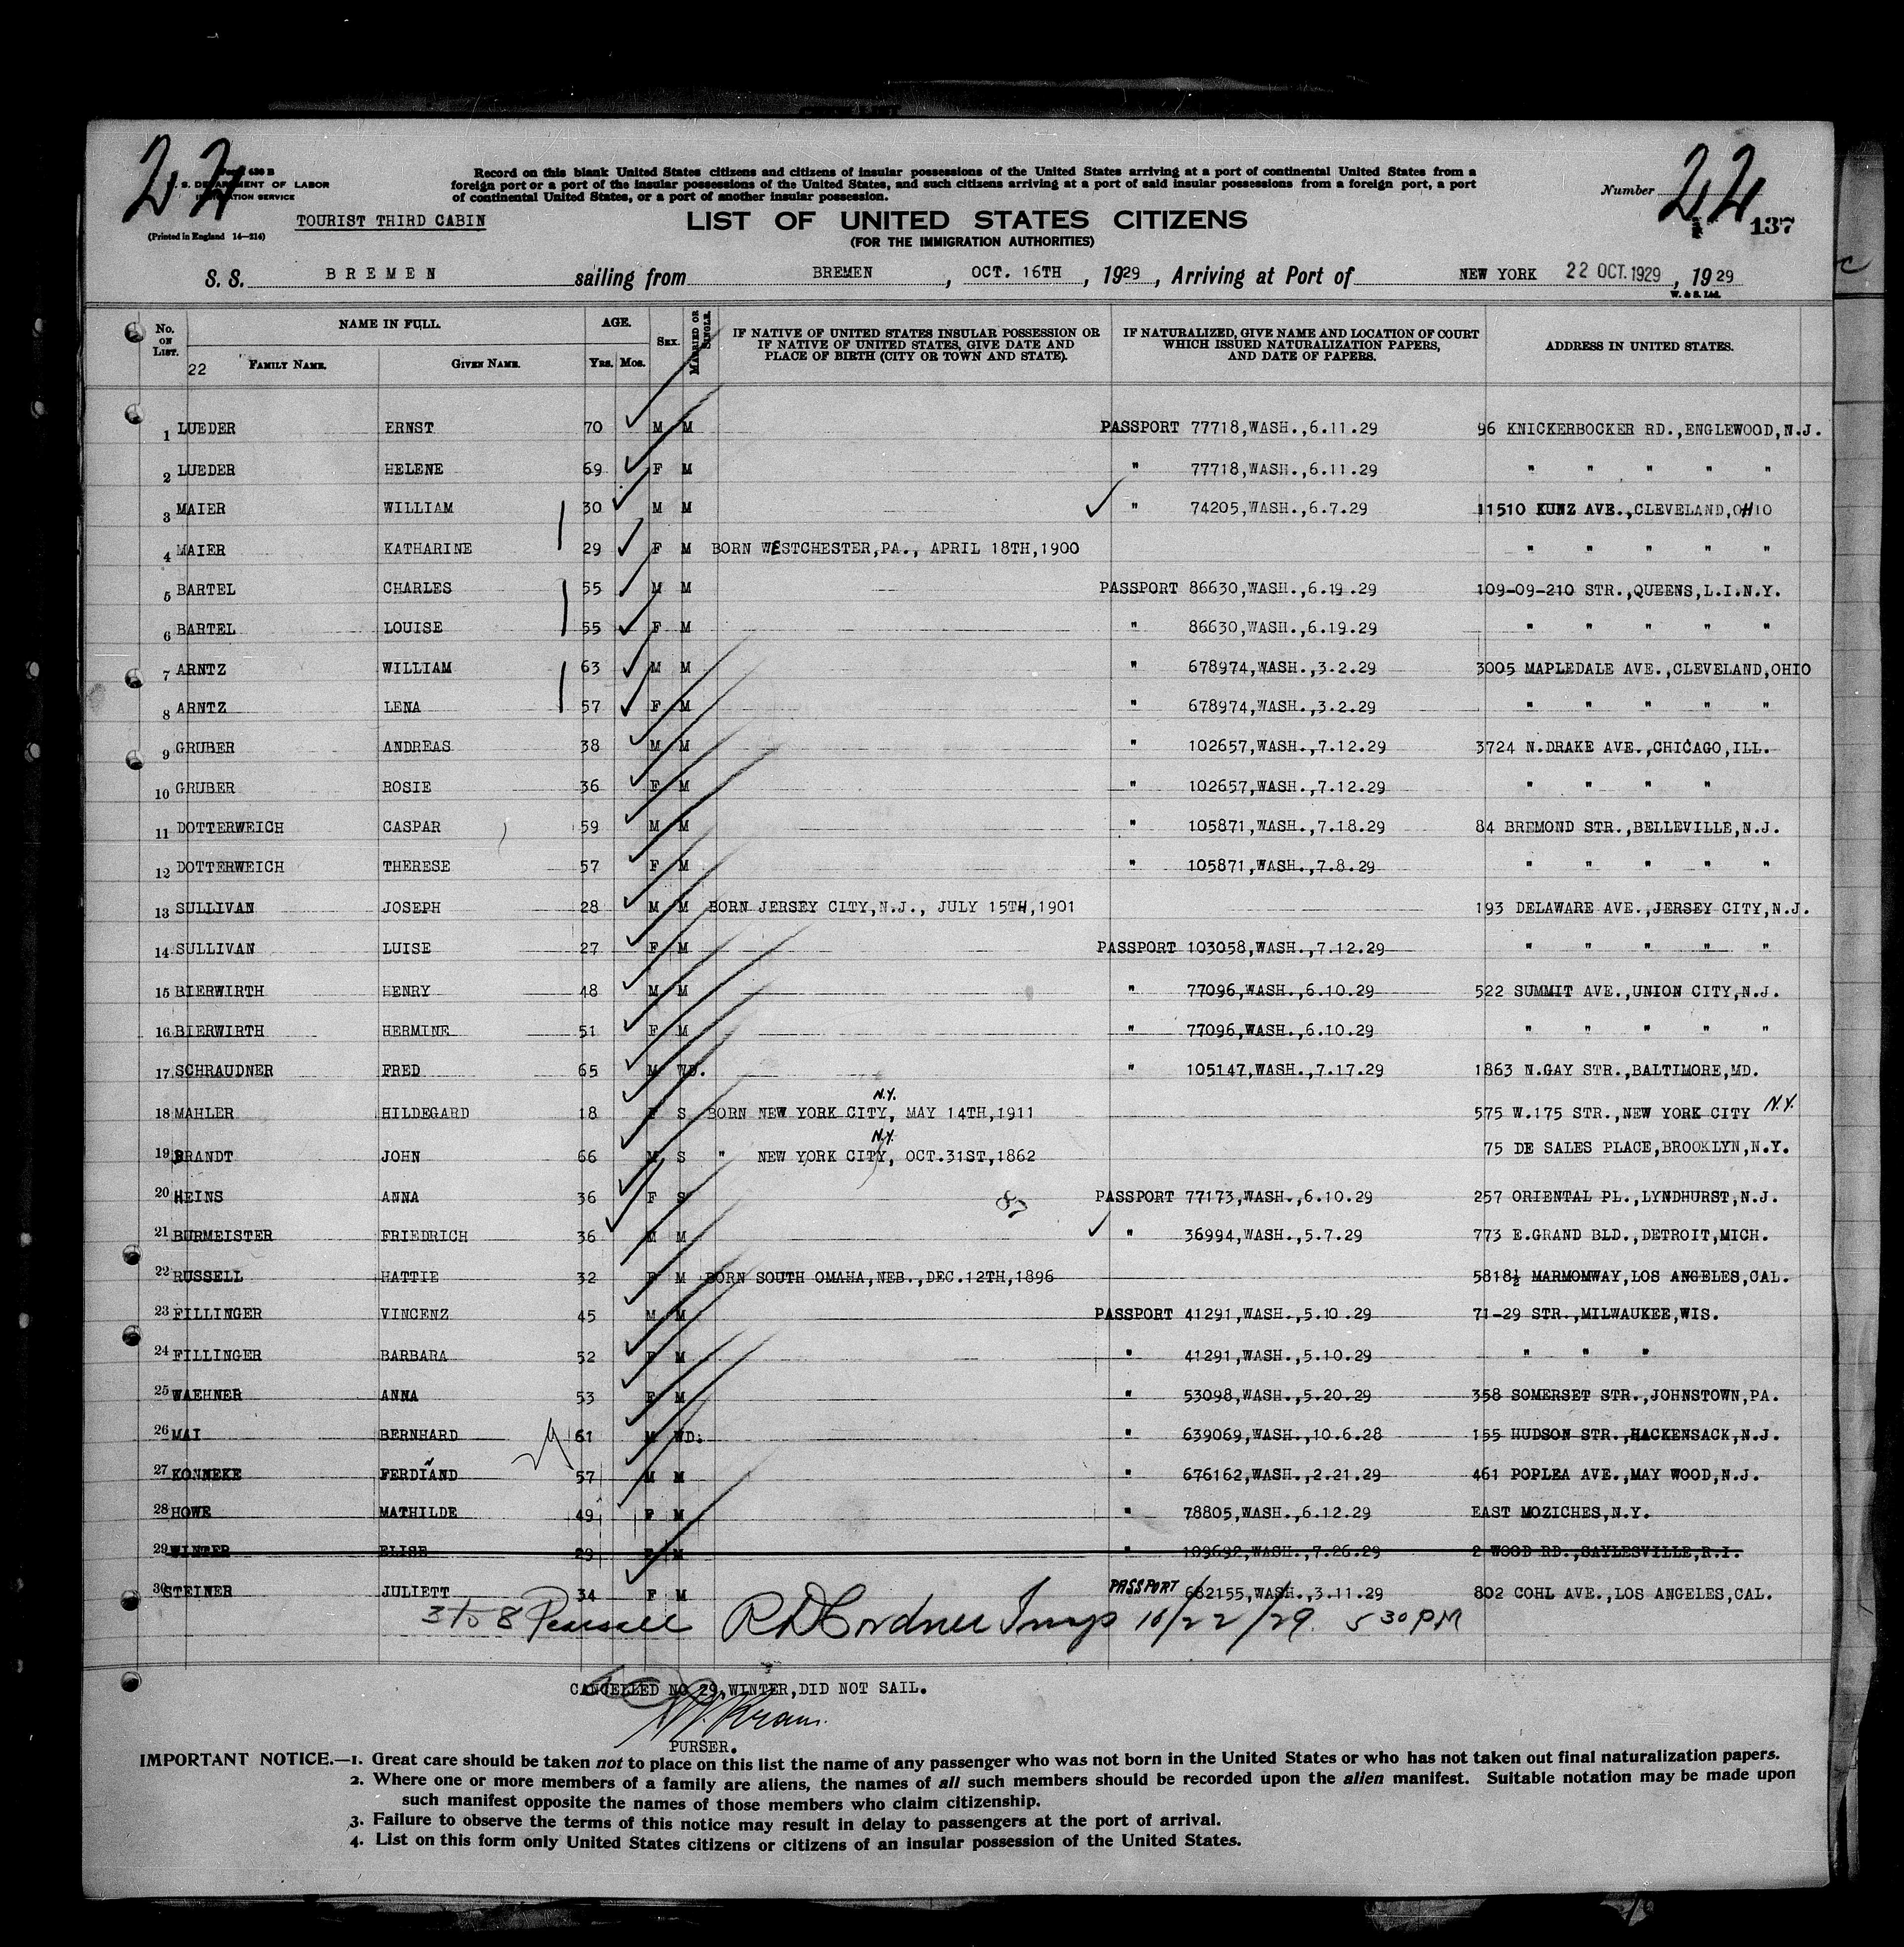 22
Form 630 B
U. S. DEPARTMENT OF LABOR
IMMIGRATION SERVICE
(Printed in England 14—214)
TOURIST THIRD CABIN
Record on this blank United States citizens and citizens of insular possessions of the United States arriving at a port of continental United States from a
foreign port or a port of the insular possessions of the United States, and such citizens arriving at a port of said insular possessions from a foreign port, a port
of continental United States, or a port of another insular possession.
Number 22
137
LIST OF UNITED STATES CITIZENS
(FOR THE IMMIGRATION AUTHORITIES)
S. S. BREMEN sailing from BREMEN, OCT. 16TH, 1929, Arriving at Port of NEW YORK 22 OCT. 1929, 1929
W. & S. Ltd.
No. ON LIST. NAME IN FULL. AGE. SEX. MARRIED OR SINGLE. IF NATIVE OF UNITED STATES INSULAR POSSESSION OR IF NATIVE OF UNITED STATES, GIVE DATE AND PLACE OF BIRTH (CITY OR TOWN AND STATE). IF NATURALIZED, GIVE NAME AND LOCATION OF COURT WHICH ISSUED NATURALIZATION PAPERS, AND DATE OF PAPERS. ADDRESS IN UNITED STATES.
22 FAMILY NAME. GIVEN NAME. YRS. MOS.
1 LUEDER ERNST 70 M M PASSPORT 77718,WASH.,6.11.29 96 KNICKERBOCKER RD.,ENGLEWOOD,N.J.
2 LUEDER HELENE 69 F M " 77718,WASH.,6.11.29 " " " " "
3 MAIER WILLIAM 30 M M " 74205,WASH.,6.7.29 11510 KUNZ AVE.,CLEVELAND,OHIO
4 MAIER KATHARINE 29 F M BORN WESTCHESTER,PA., APRIL 18TH,1900 " " " " "
5 BARTEL CHARLES 55 M M PASSPORT 86630,WASH.,6.19.29 109-09-210 STR.,QUEENS,L.I.N.Y.
6 BARTEL LOUISE 55 F M " 86630,WASH.,6.19.29 " " " " "
7 ARNTZ WILLIAM 63 M M " 678974,WASH.,3.2.29 3005 MAPLEDALE AVE.,CLEVELAND,OHIO
8 ARNTZ LENA 57 F M " 678974,WASH.,3.2.29 " " " " "
9 GRUBER ANDREAS 38 M M " 102657,WASH.,7.12.29 3724 N.DRAKE AVE.,CHICAGO,ILL.
10 GRUBER ROSIE 36 F M " 102657,WASH.,7.12.29 " " " "
11 DOTTERWEICH CASPAR 59 M M " 105871,WASH.,7.18.29 84 BREMOND STR.,BELLEVILLE,N.J.
12 DOTTERWEICH THERESE 57 F M " 105871,WASH.,7.8.29 " " " " "
13 SULLIVAN JOSEPH 28 M M BORN JERSEY CITY,N.J., JULY 15TH,1901 193 DELAWARE AVE.,JERSEY CITY,N.J.
14 SULLIVAN LUISE 27 F M PASSPORT 103058,WASH.,7.12.29 " " " " "
15 BIERWIRTH HENRY 48 M M " 77096,WASH.,6.10.29 522 SUMMIT AVE.,UNION CITY,N.J.
16 BIERWIRTH HERMINE 51 F M " 77096,WASH.,6.10.29 " " " " "
17 SCHRAUDNER FRED 65 M WD. " 105147,WASH.,7.17.29 1863 N.GAY STR.,BALTIMORE,MD.
18 MAHLER HILDEGARD 18 F S BORN NEW YORK CITY, N.Y. MAY 14TH,1911 575 W.175 STR.,NEW YORK CITY N.Y.
19 BRANDT JOHN 66 M S " NEW YORK CITY, N.Y. OCT.31ST,1862 75 DE SALES PLACE,BROOKLYN,N.Y.
20 HEINS ANNA 36 F S PASSPORT 77173,WASH.,6.10.29 257 ORIENTAL PL.,LYNDHURST,N.J.
21 BURMEISTER FRIEDRICH 36 M M " 36994,WASH.,5.7.29 773 E.GRAND BLD.,DETROIT,MICH.
22 RUSSELL HATTIE 32 F M BORN SOUTH OMAHA,NEB.,DEC.12TH,1896 5818½ MARMOMWAY,LOS ANGELES,CAL.
23 FILLINGER VINCENZ 45 M M PASSPORT 41291,WASH.,5.10.29 71-29 STR.,MILWAUKEE,WIS.
24 FILLINGER BARBARA 52 F M " 41291,WASH.,5.10.29 " " "
25 WAEHNER ANNA 53 F M " 53098,WASH.,5.20.29 358 SOMERSET STR.,JOHNSTOWN,PA.
26 MAI BERNHARD 61 M WD. " 639069,WASH.,10.6.28 155 HUDSON STR.,HACKENSACK,N.J.
27 KONNEKE FERDIAND 57 M M " 676162,WASH.,2.21.29 461 POPLEA AVE.,MAY WOOD,N.J.
28 HOWE MATHILDE 49 F M " 78805,WASH.,6.12.29 EAST MOZICHES,N.Y.
29 WINTER ELISE 29 F M " 109692,WASH.,7.26.29 2 WOOD RD.,SAYLESVILLE,R.I.
30 STEINER JULIETT 34 F M PASSPORT 682155,WASH.,3.11.29 802 COHL AVE.,LOS ANGELES,CAL.
3 to 8 10/22/29. 5 30 PM
CANCELLED NO 29,WINTER,DID NOT SAIL.
PURSER.
IMPORTANT NOTICE.—1. Great care should be taken not to place on this list the name of any passenger who was not born in the United States or who has not taken out final naturalization papers.
2. Where one or more members of a family are aliens, the names of all such members should be recorded upon the alien manifest. Suitable notation may be made upon
such manifest opposite the names of those members who claim citizenship.
3. Failure to observe the terms of this notice may result in delay to passengers at the port of arrival.
4. List on this form only United States citizens or citizens of an insular possession of the United States.